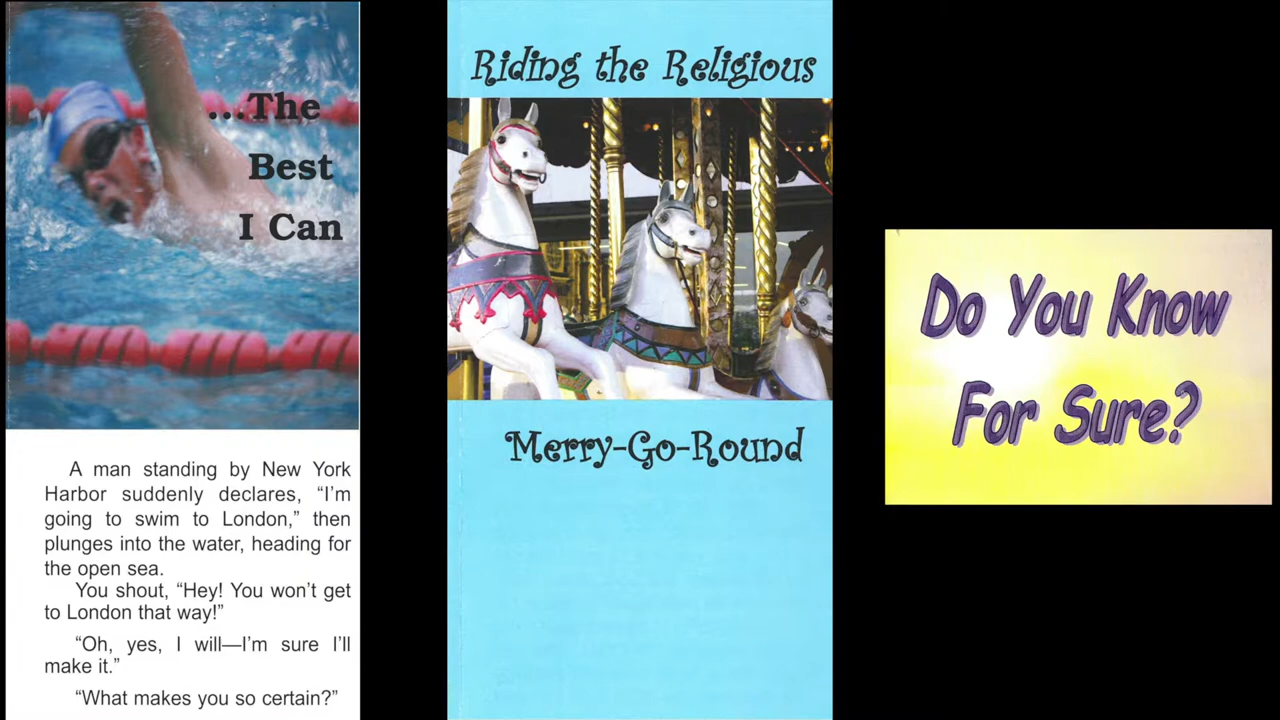 ...The
Best
I Can
A man standing by New York
Harbor suddenly declares, “I’m
going to swim to London,” then
plunges into the water, heading for
the open sea.
You shout, “Hey! You won’t get
to London that way!”
“Oh, yes, I will—I’m sure I’ll
make it.”
“What makes you so certain?”
Riding the Religious
Merry-Go-Round
Do You Know
For Sure?